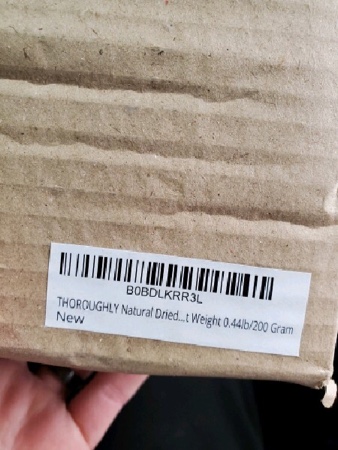 B0BDLKRR3L
THOROUGHLY Natural Dried...t Weight 0.44lb/200 Gram
New